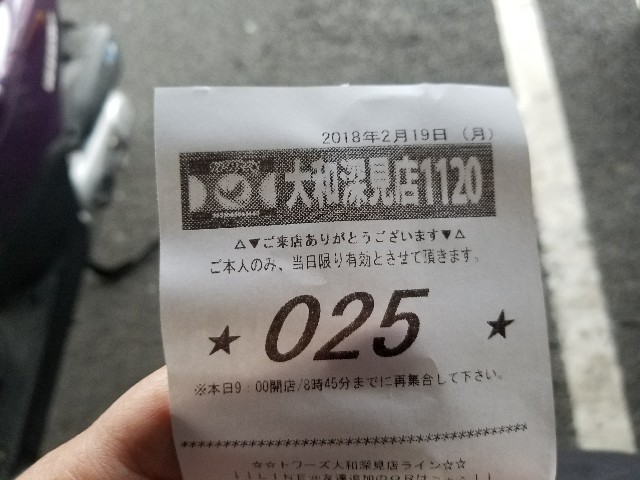 2018年2月19日 (月)
大和深見店1120
△▼ご来店ありがとうございます▼△
ご本人のみ、当日限り有効とさせて頂きます。
★ 025 ★
※本日9:00開店/8時45分までに再集合して下さい。
******************************************
☆☆トワーズ大和深見店ライン☆☆